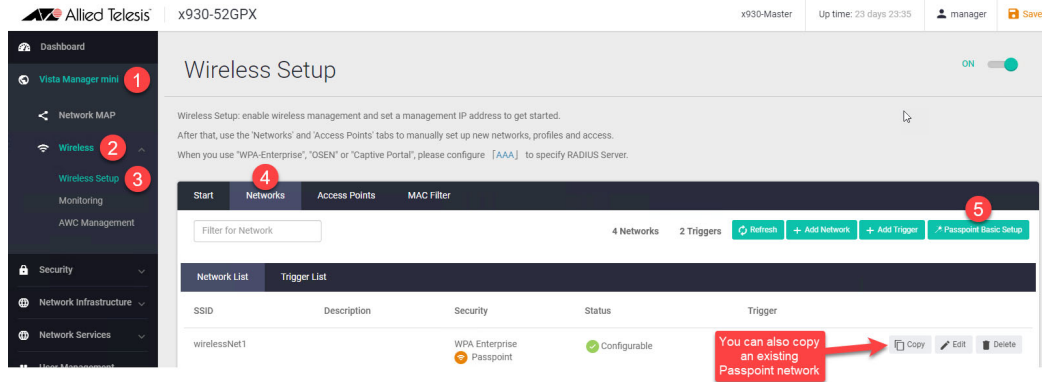 Allied Telesis
x930-52GPX
x930-Master
Up time: 23 days 23:35
manager
Save
Dashboard
Vista Manager mini
1
Network MAP
Wireless
2
Wireless Setup
3
Monitoring
AWC Management
Security
Network Infrastructure
Network Services
User Management
Wireless Setup
ON
Wireless Setup: enable wireless management and set a management IP address to get started.
After that, use the 'Networks' and 'Access Points' tabs to manually set up new networks, profiles and access.
When you use "WPA-Enterprise", "OSEN" or "Captive Portal", please configure 「AAA」 to specify RADIUS Server.
4
Start Networks Access Points MAC Filter
5
Filter for Network
4 Networks 2 Triggers Refresh + Add Network + Add Trigger Passpoint Basic Setup
Network List Trigger List
SSID Description Security Status Trigger
wirelessNet1 WPA Enterprise Configurable Copy Edit Delete
Passpoint
You can also copy
an existing
Passpoint network